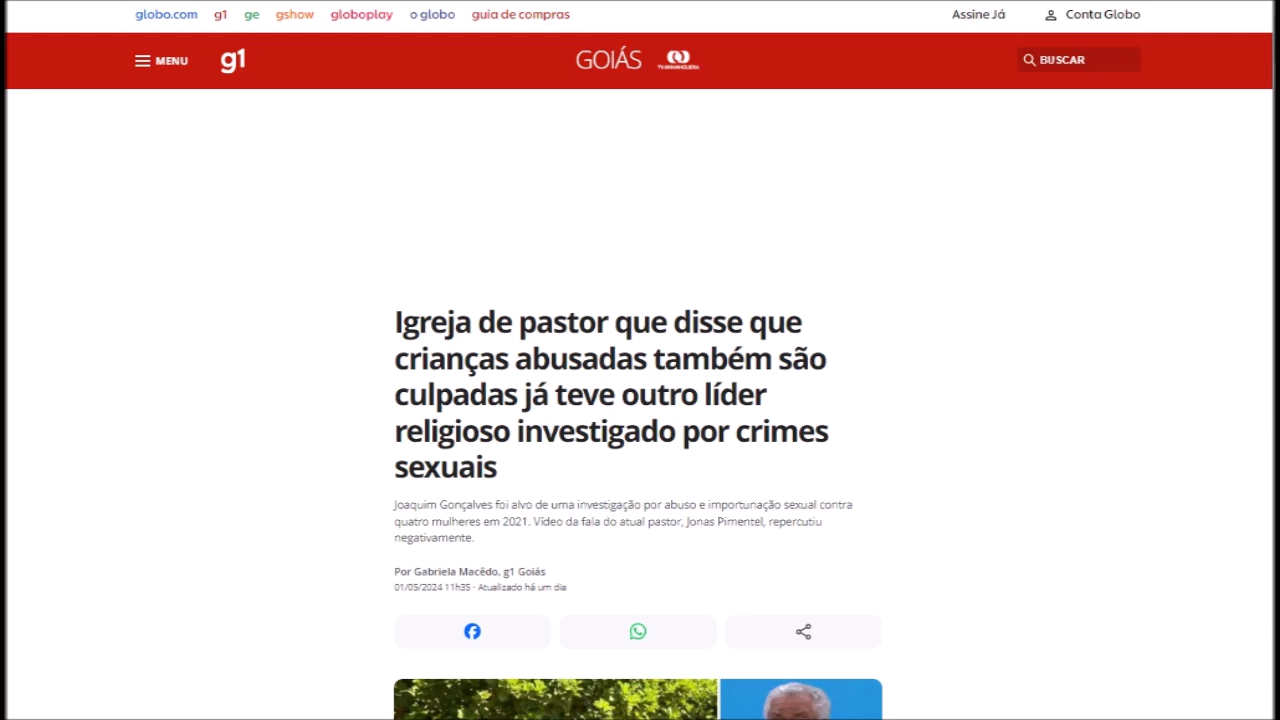 globo.com g1 ge gshow globoplay o globo guia de compras Assine Já Conta Globo
MENU g1 GOIÁS TV ANHANGUERA BUSCAR
Igreja de pastor que disse que
crianças abusadas também são
culpadas já teve outro líder
religioso investigado por crimes
sexuais
Joaquim Gonçalves foi alvo de uma investigação por abuso e importunação sexual contra
quatro mulheres em 2021. Vídeo da fala do atual pastor, Jonas Pimentel, repercutiu
negativamente.
Por Gabriela Macêdo, g1 Goiás
01/05/2024 11h35 · Atualizado há um dia